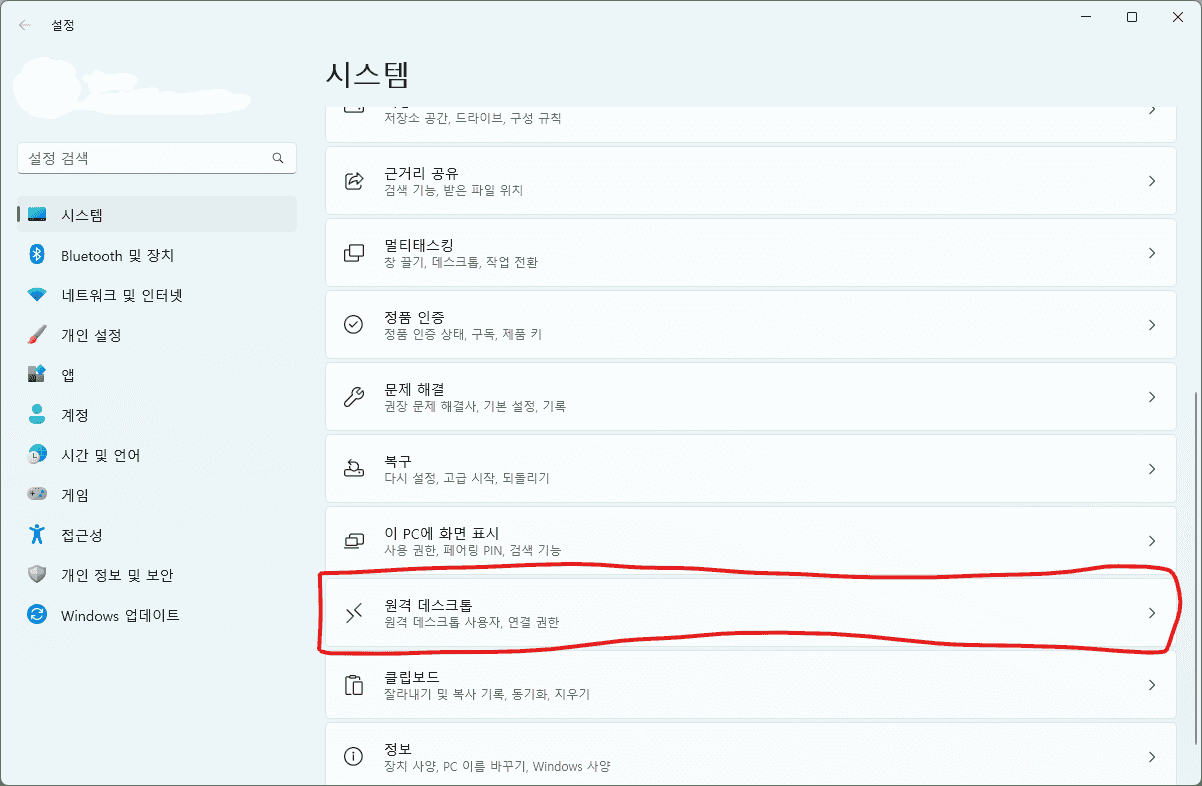 설정
설정 검색
시스템
Bluetooth 및 장치
네트워크 및 인터넷
개인 설정
앱
계정
시간 및 언어
게임
접근성
개인 정보 및 보안
Windows 업데이트
시스템
저장소 공간, 드라이브, 구성 규칙
근거리 공유
검색 기능, 받은 파일 위치
멀티태스킹
창 끌기, 데스크톱, 작업 전환
정품 인증
정품 인증 상태, 구독, 제품 키
문제 해결
권장 문제 해결사, 기본 설정, 기록
복구
다시 설정, 고급 시작, 되돌리기
이 PC에 화면 표시
사용 권한, 페어링 PIN, 검색 기능
원격 데스크톱
원격 데스크톱 사용자, 연결 권한
클립보드
잘라내기 및 복사 기록, 동기화, 지우기
정보
장치 사양, PC 이름 바꾸기, Windows 사양